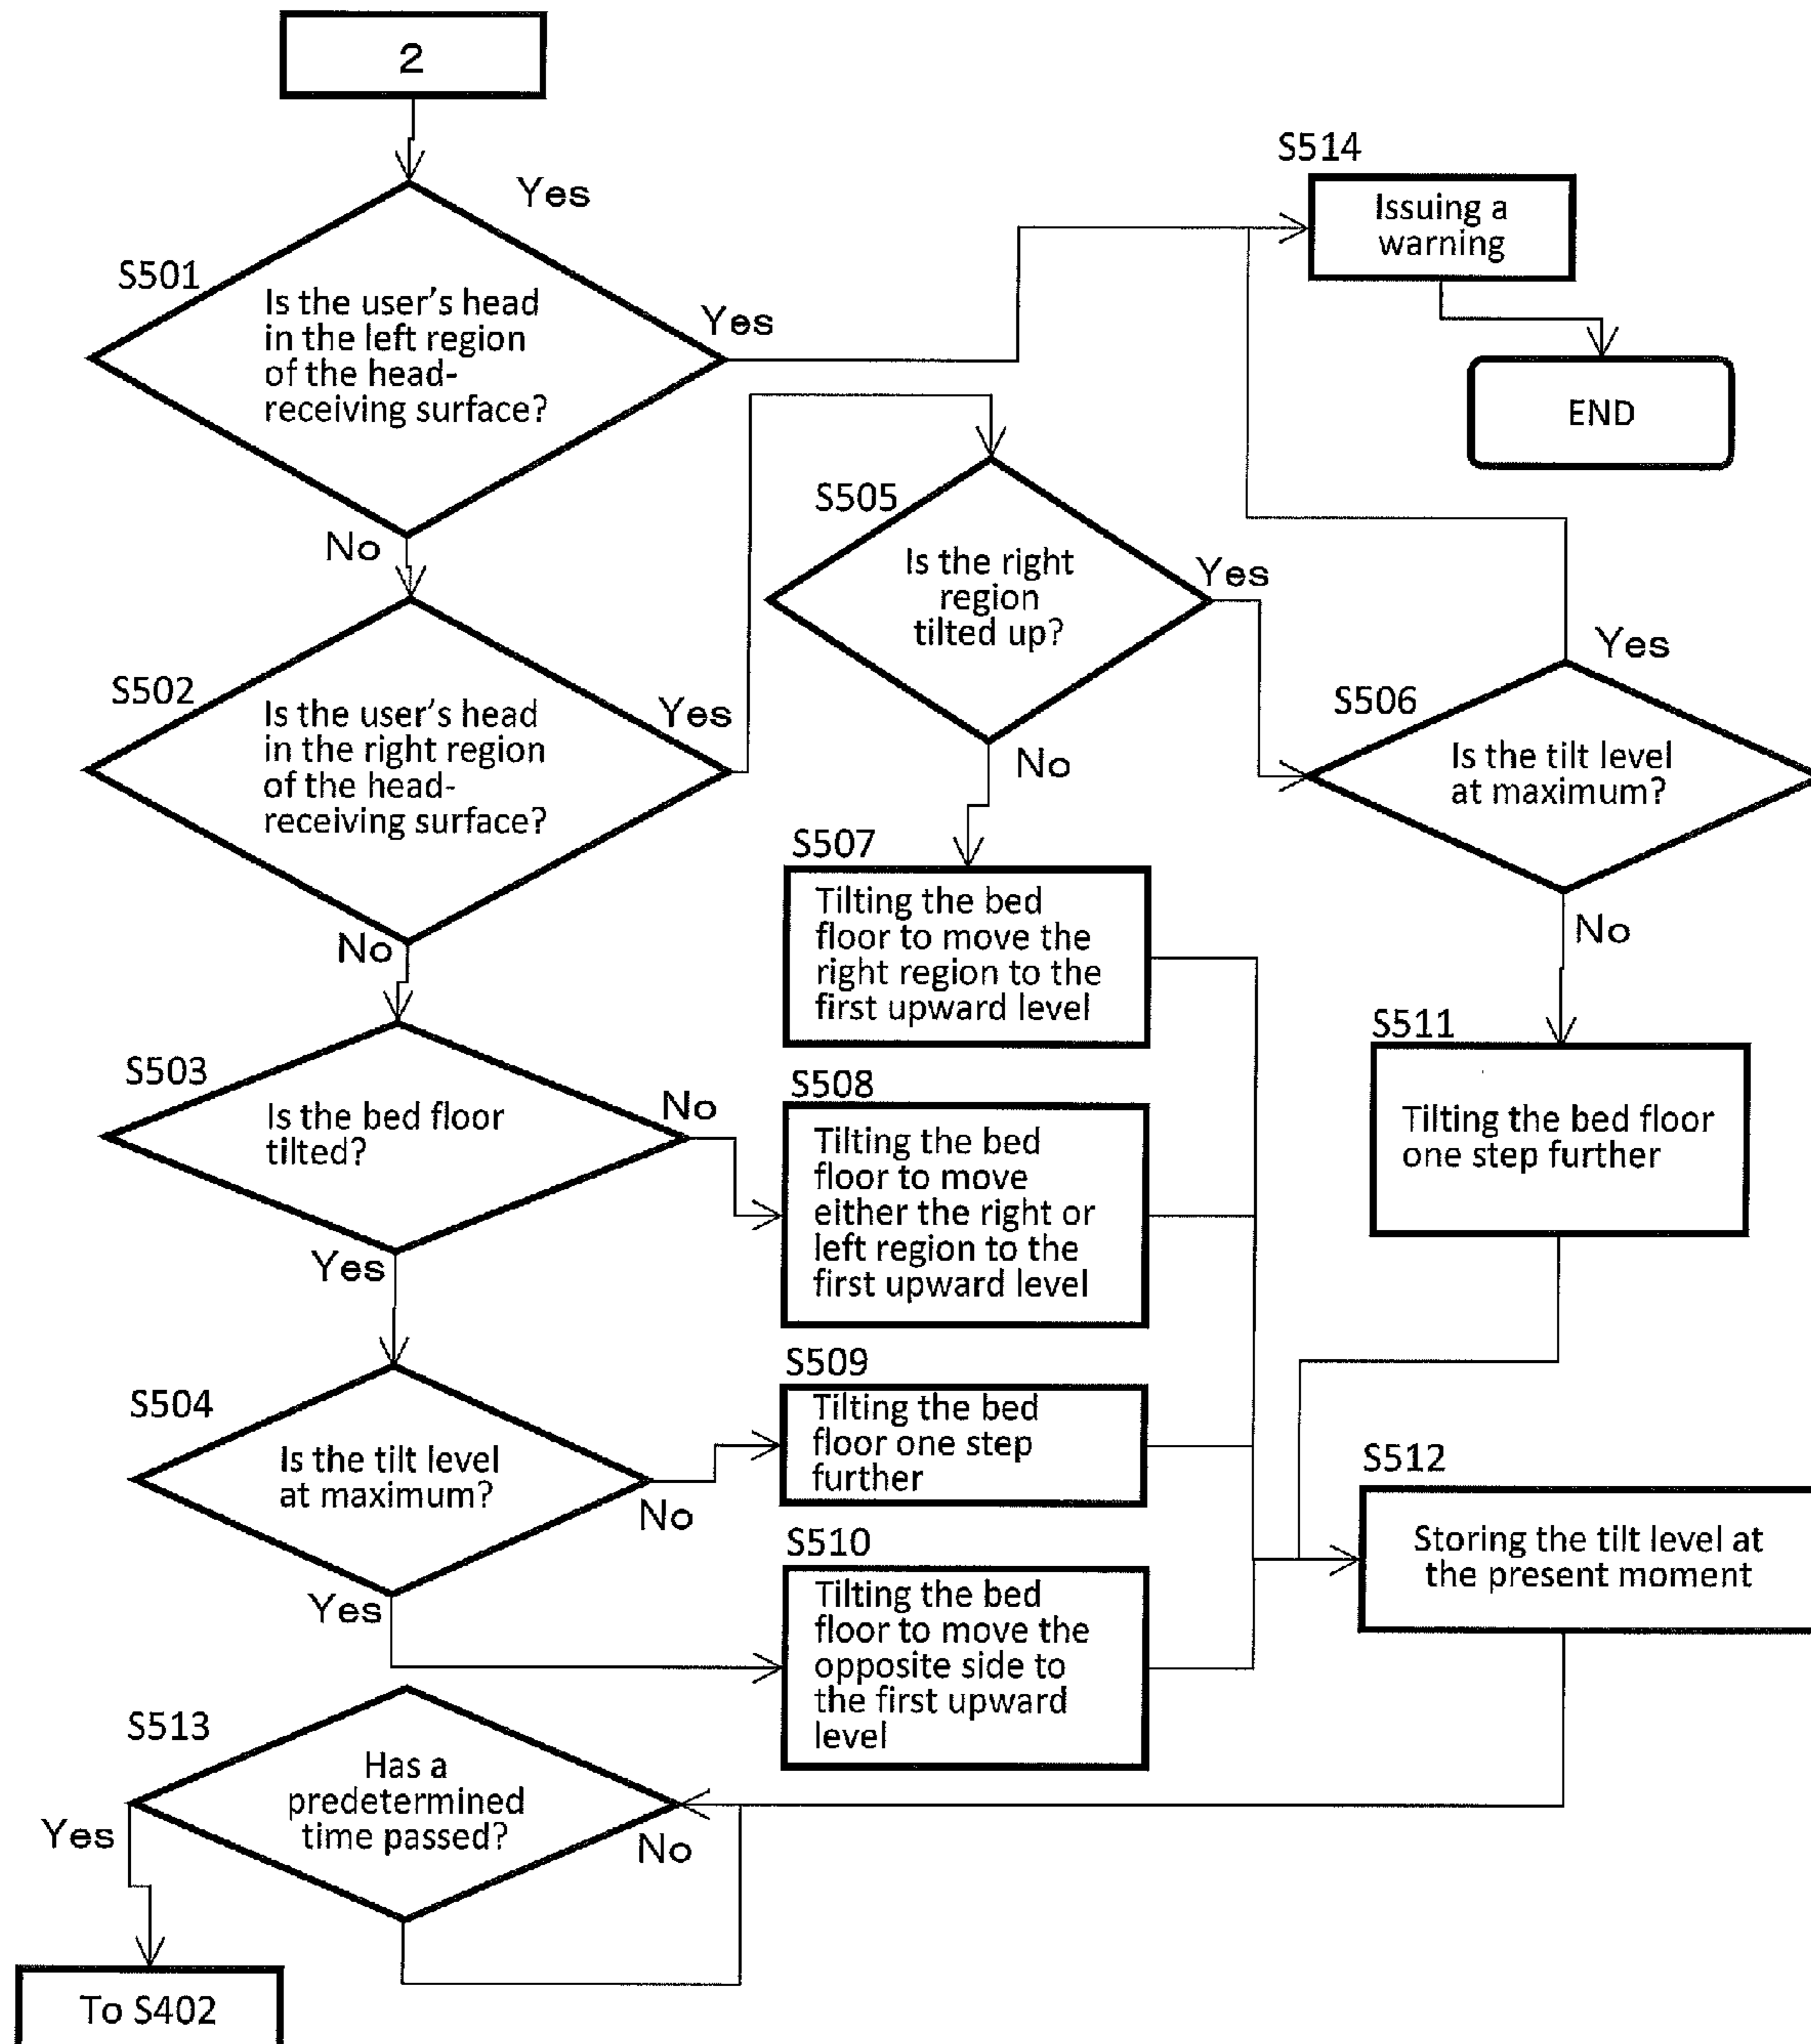 2
Yes
S501
Is the user's head
in the left region
of the head-
receiving surface?
Yes
No
S514
Issuing a
warning
END
S502
Is the user's head
in the right region
of the head-
receiving surface?
Yes
No
S505
Is the right
region
tilted up?
Yes
No
S506
Is the tilt level
at maximum?
Yes
No
S507
Tilting the bed
floor to move the
right region to the
first upward level
S511
Tilting the bed floor
one step further
S503
Is the bed floor
tilted?
No
Yes
S508
Tilting the bed
floor to move
either the right or
left region to the
first upward level
S504
Is the tilt level
at maximum?
No
Yes
S509
Tilting the bed
floor one step
further
S510
Tilting the bed
floor to move the
opposite side to
the first upward
level
S512
Storing the tilt level at
the present moment
S513
Has a
predetermined
time passed?
Yes
No
To S402